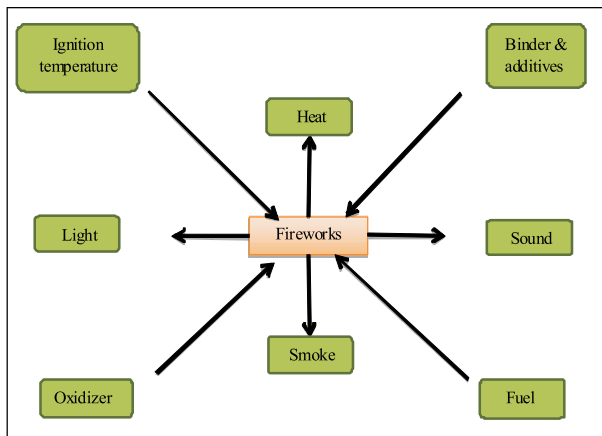 Ignition
temperature
Binder &
additives
Heat
Light
Fireworks
Sound
Smoke
Oxidizer
Fuel